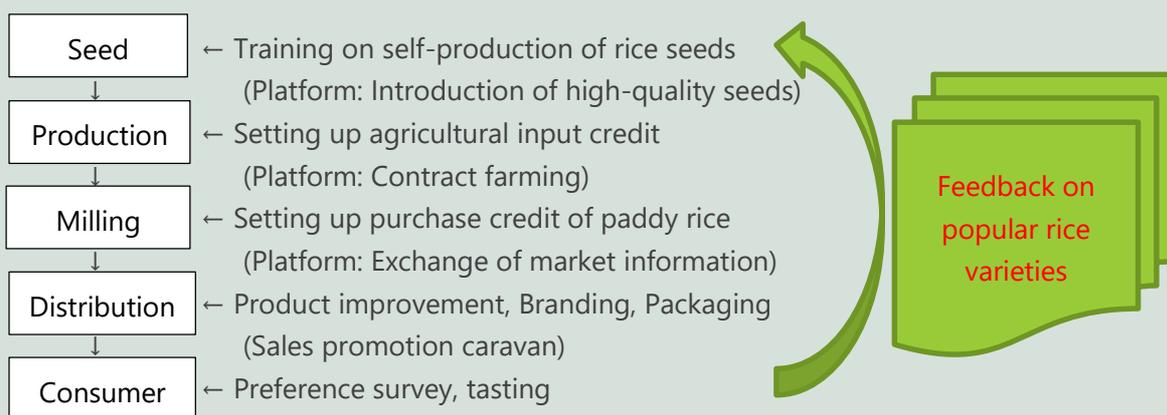 Seed ← Training on self-production of rice seeds
↓ (Platform: Introduction of high-quality seeds)
Production ← Setting up agricultural input credit
↓ (Platform: Contract farming)
Milling ← Setting up purchase credit of paddy rice
↓ (Platform: Exchange of market information)
Distribution ← Product improvement, Branding, Packaging
↓ (Sales promotion caravan)
Consumer ← Preference survey, tasting
Feedback on
popular rice
varieties